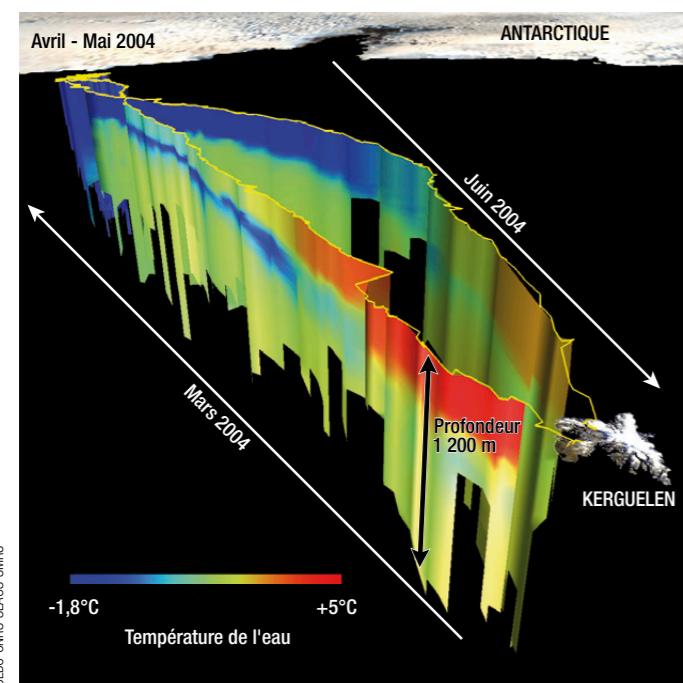 Avril - Mai 2004
ANTARCTIQUE
Juin 2004
Mars 2004
Profondeur
1 200 m
KERGUELEN
-1,8°C
+5°C
Température de l'eau